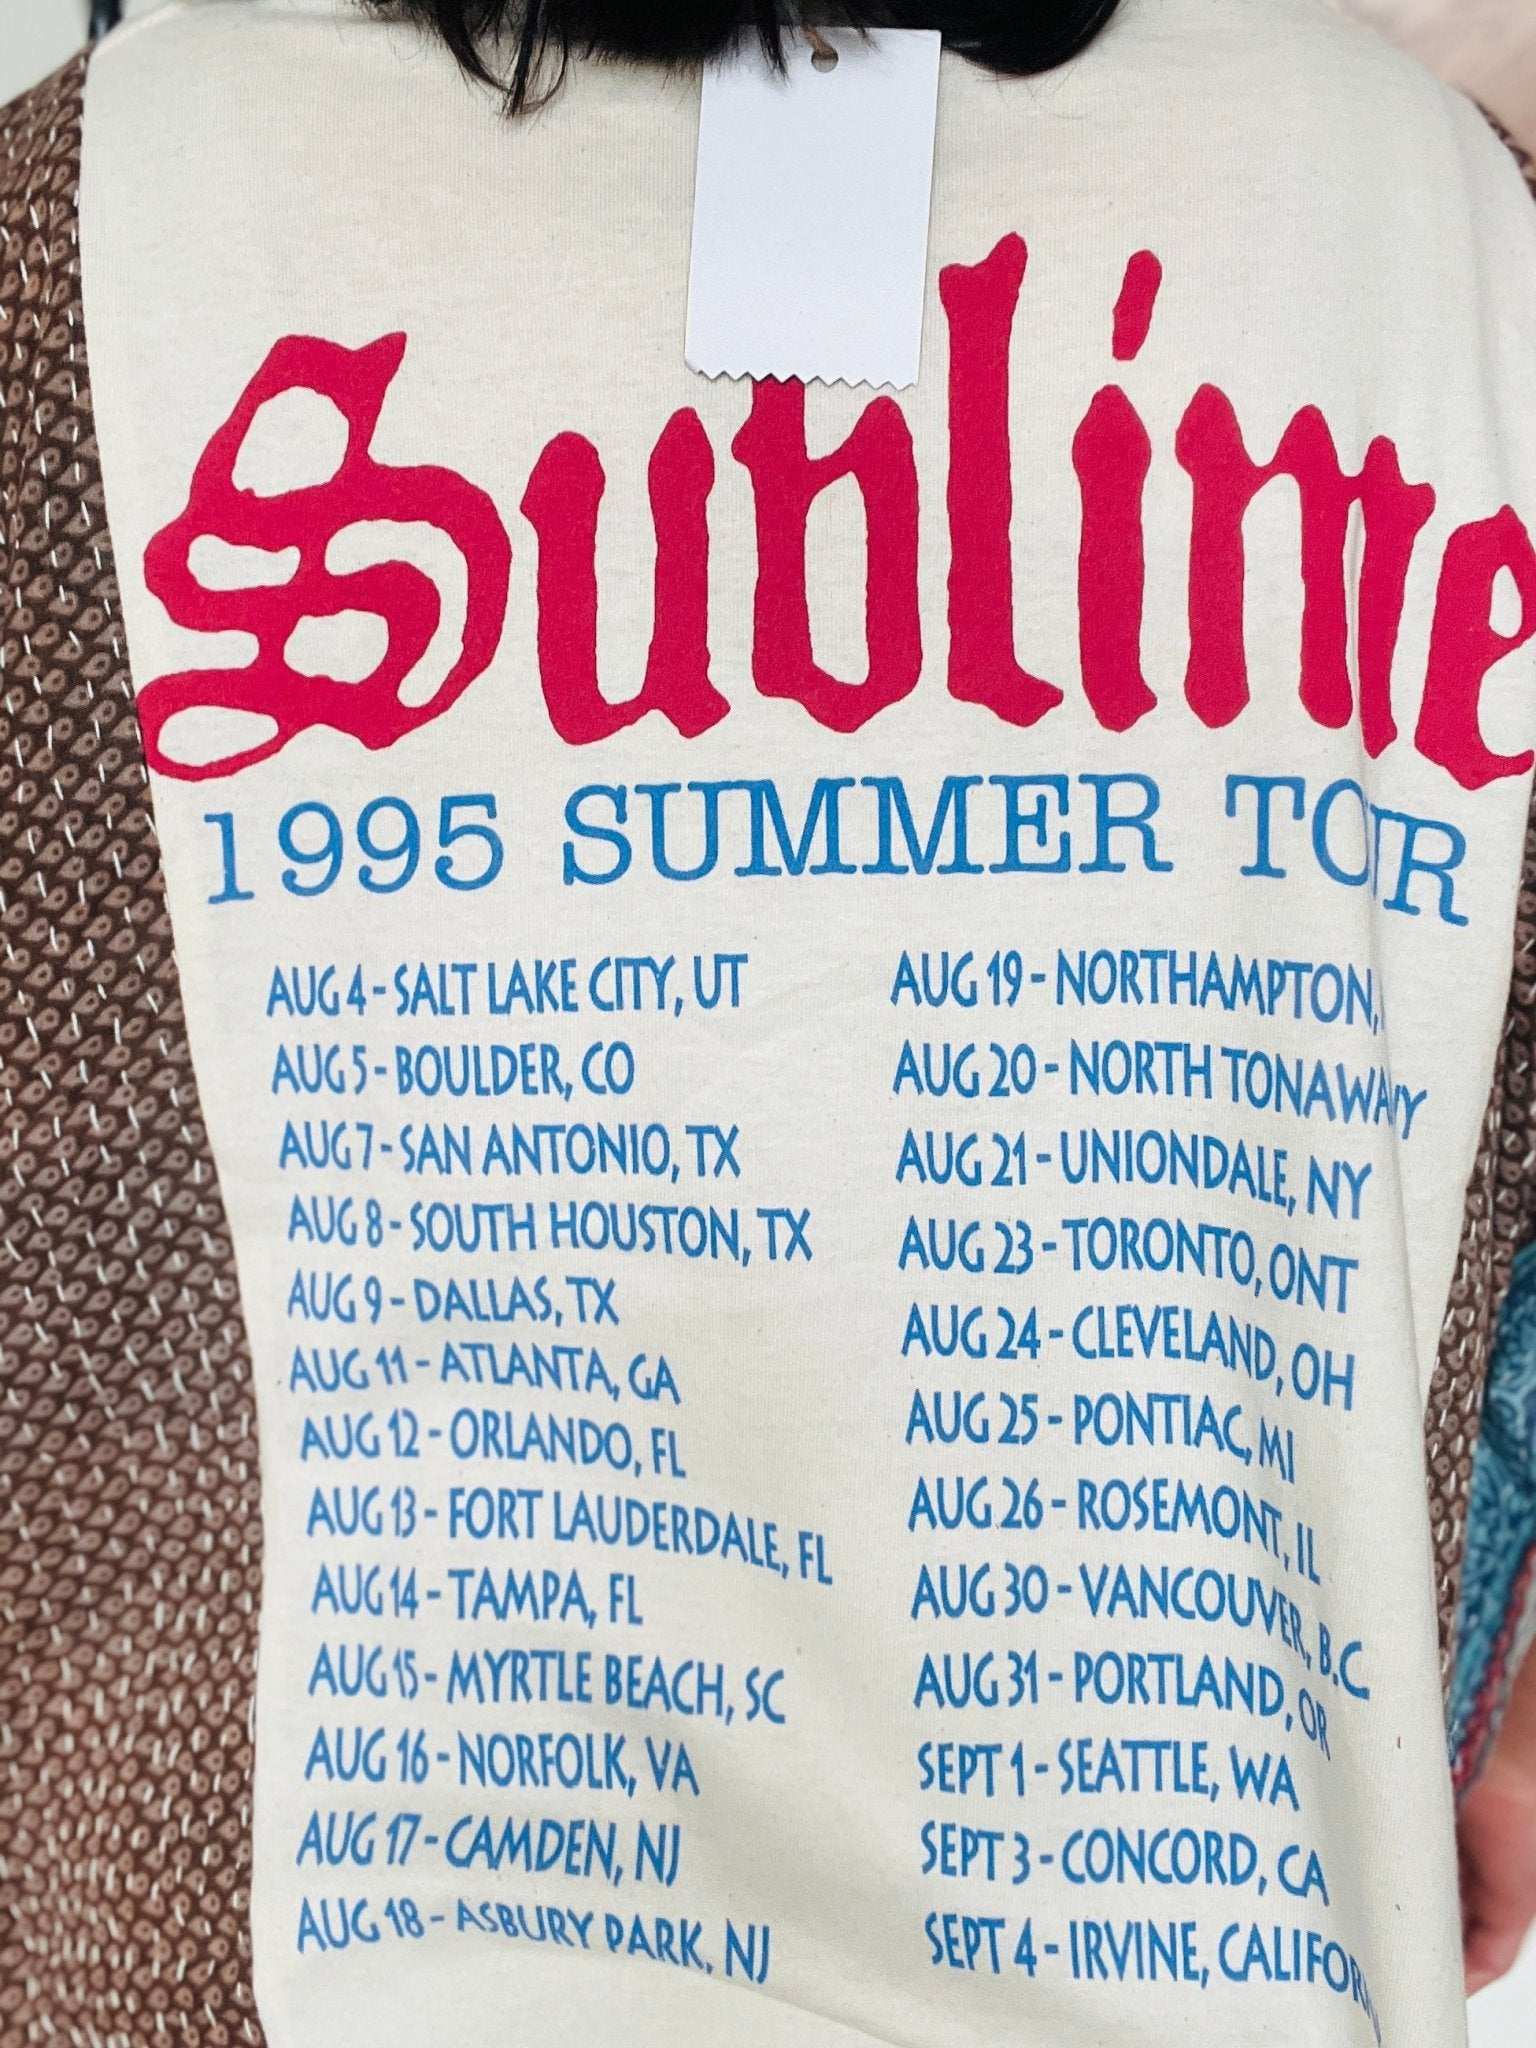 Sublime
1995 SUMMER TOUR
AUG 4 - SALT LAKE CITY, UT
AUG 5 - BOULDER, CO
AUG 7 - SAN ANTONIO, TX
AUG 8 - SOUTH HOUSTON, TX
AUG 9 - DALLAS, TX
AUG 11 - ATLANTA, GA
AUG 12 - ORLANDO, FL
AUG 13 - FORT LAUDERDALE, FL
AUG 14 - TAMPA, FL
AUG 15 - MYRTLE BEACH, SC
AUG 16 - NORFOLK, VA
AUG 17 - CAMDEN, NJ
AUG 18 - ASBURY PARK, NJ
AUG 19 - NORTHAMPTON,
AUG 20 - NORTH TONAWA
AUG 21 - UNIONDALE, NY
AUG 23 - TORONTO, ONT
AUG 24 - CLEVELAND, OH
AUG 25 - PONTIAC, MI
AUG 26 - ROSEMONT, IL
AUG 30 - VANCOUVER, B.C
AUG 31 - PORTLAND, OR
SEPT 1 - SEATTLE, WA
SEPT 3 - CONCORD, CA
SEPT 4 - IRVINE, CALIFOR